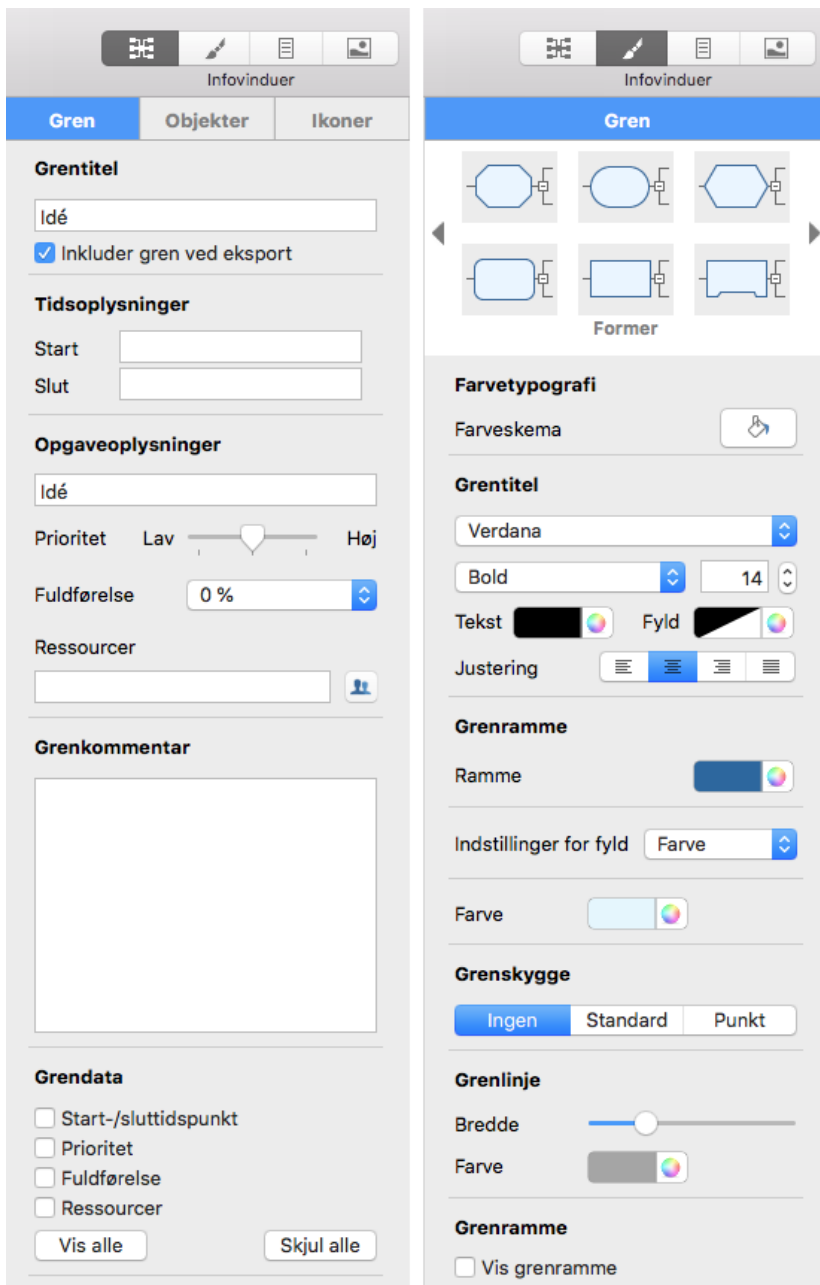 Infovinduer
Gren Objekter Ikoner
Grentitel
Idé
Inkluder gren ved eksport
Tidsoplysninger
Start
Slut
Opgaveoplysninger
Idé
Prioritet Lav Høj
Fuldførelse 0 %
Ressourcer
Grenkommentar
Grendata
Start-/sluttidspunkt
Prioritet
Fuldførelse
Ressourcer
Vis alle Skjul alle
Infovinduer
Gren
Former
Farvetypografi
Farveskema
Grentitel
Verdana
Bold 14
Tekst Fyld
Justering
Grenramme
Ramme
Indstillinger for fyld Farve
Farve
Grenskygge
Ingen Standard Punkt
Grenlinje
Bredde
Farve
Grenramme
Vis grenramme